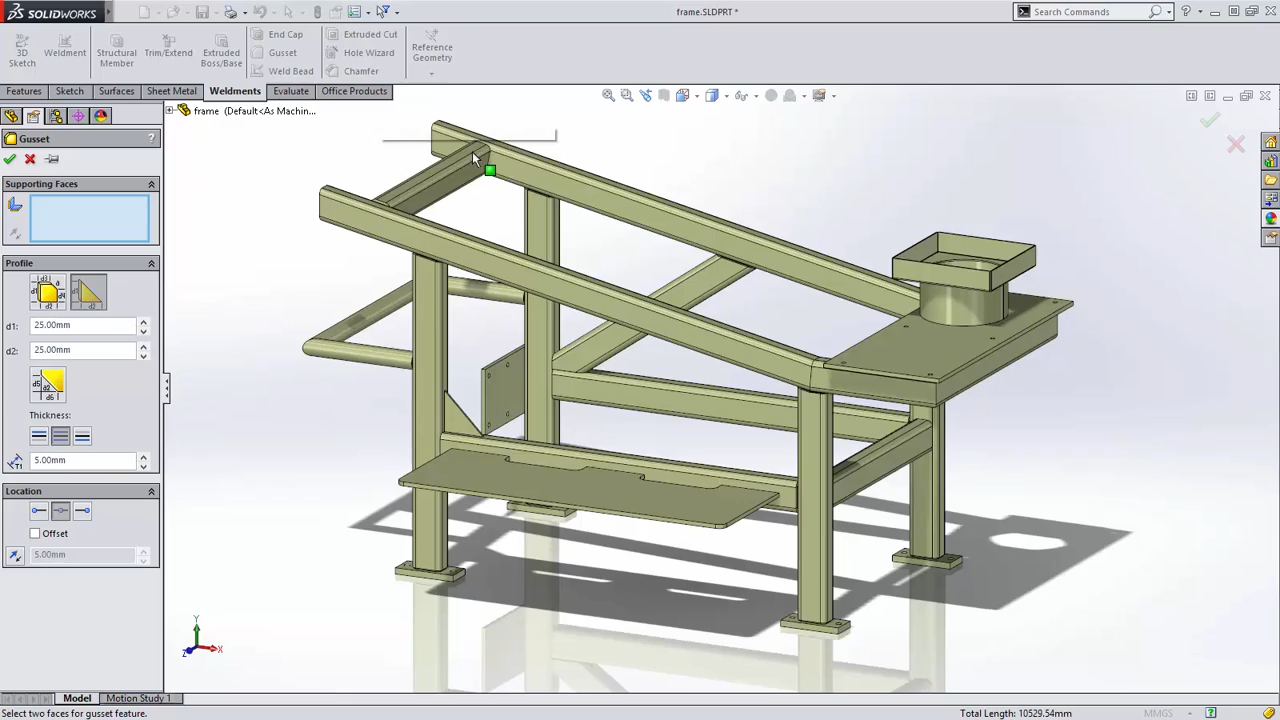 SOLIDWORKS
frame.SLDPRT *
Search Commands
3D Sketch
Weldment
Structural Member
Trim/Extend
Extruded Boss/Base
End Cap
Gusset
Weld Bead
Extruded Cut
Hole Wizard
Chamfer
Reference Geometry
Features Sketch Surfaces Sheet Metal Weldments Evaluate Office Products
frame (Default<As Machin...
Gusset
?
Supporting Faces
Profile
d1: 25.00mm
d2: 25.00mm
Thickness:
T1 5.00mm
Location
Offset
5.00mm
Y
X
Z
Model Motion Study 1
Select two faces for gusset feature.
Total Length: 10529.54mm
MMGS